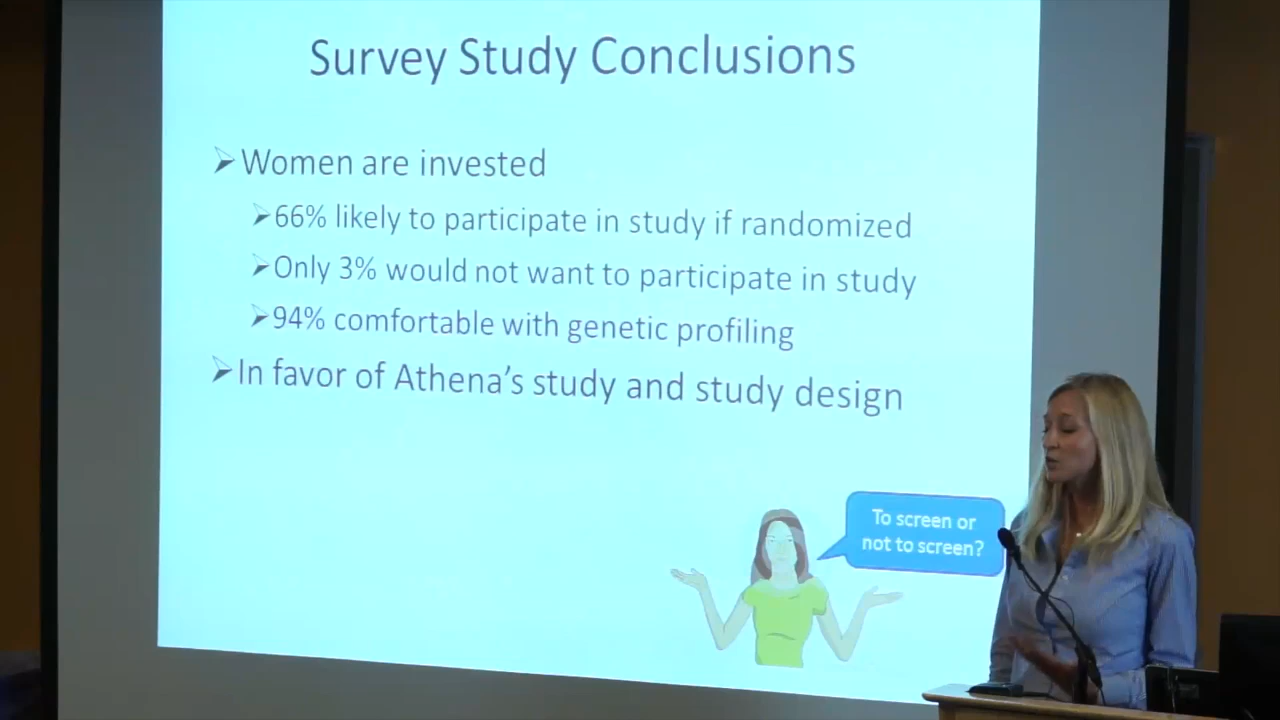 Survey Study Conclusions
Women are invested
66% likely to participate in study if randomized
Only 3% would not want to participate in study
94% comfortable with genetic profiling
In favor of Athena's study and study design
To screen or
not to screen?